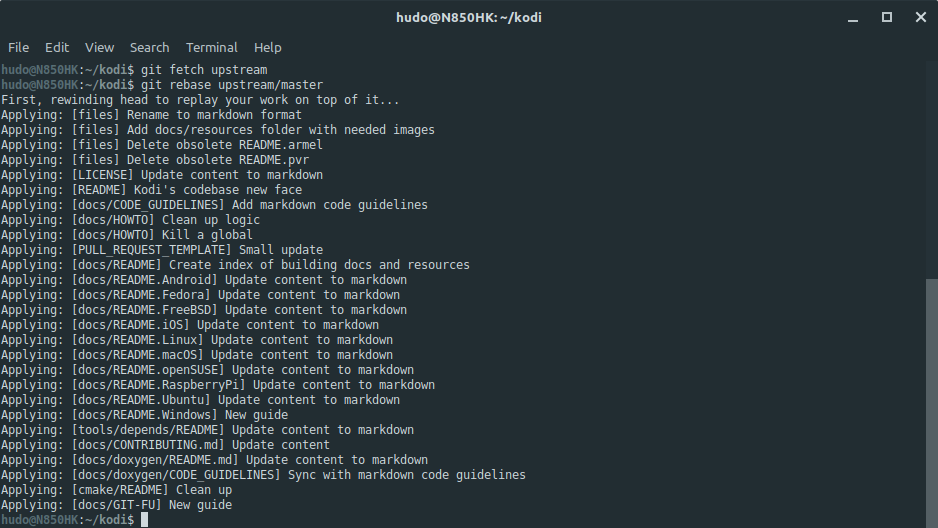 hudo@N850HK: ~/kodi
File Edit View Search Terminal Help
hudo@N850HK:~/kodi$ git fetch upstream
hudo@N850HK:~/kodi$ git rebase upstream/master
First, rewinding head to replay your work on top of it...
Applying: [files] Rename to markdown format
Applying: [files] Add docs/resources folder with needed images
Applying: [files] Delete obsolete README.armel
Applying: [files] Delete obsolete README.pvr
Applying: [LICENSE] Update content to markdown
Applying: [README] Kodi's codebase new face
Applying: [docs/CODE_GUIDELINES] Add markdown code guidelines
Applying: [docs/HOWTO] Clean up logic
Applying: [docs/HOWTO] Kill a global
Applying: [PULL_REQUEST_TEMPLATE] Small update
Applying: [docs/README] Create index of building docs and resources
Applying: [docs/README.Android] Update content to markdown
Applying: [docs/README.Fedora] Update content to markdown
Applying: [docs/README.FreeBSD] Update content to markdown
Applying: [docs/README.iOS] Update content to markdown
Applying: [docs/README.Linux] Update content to markdown
Applying: [docs/README.macOS] Update content to markdown
Applying: [docs/README.openSUSE] Update content to markdown
Applying: [docs/README.RaspberryPi] Update content to markdown
Applying: [docs/README.Ubuntu] Update content to markdown
Applying: [docs/README.Windows] New guide
Applying: [tools/depends/README] Update content to markdown
Applying: [docs/CONTRIBUTING.md] Update content
Applying: [docs/doxygen/README.md] Update content to markdown
Applying: [docs/doxygen/CODE_GUIDELINES] Sync with markdown code guidelines
Applying: [cmake/README] Clean up
Applying: [docs/GIT-FU] New guide
hudo@N850HK:~/kodi$